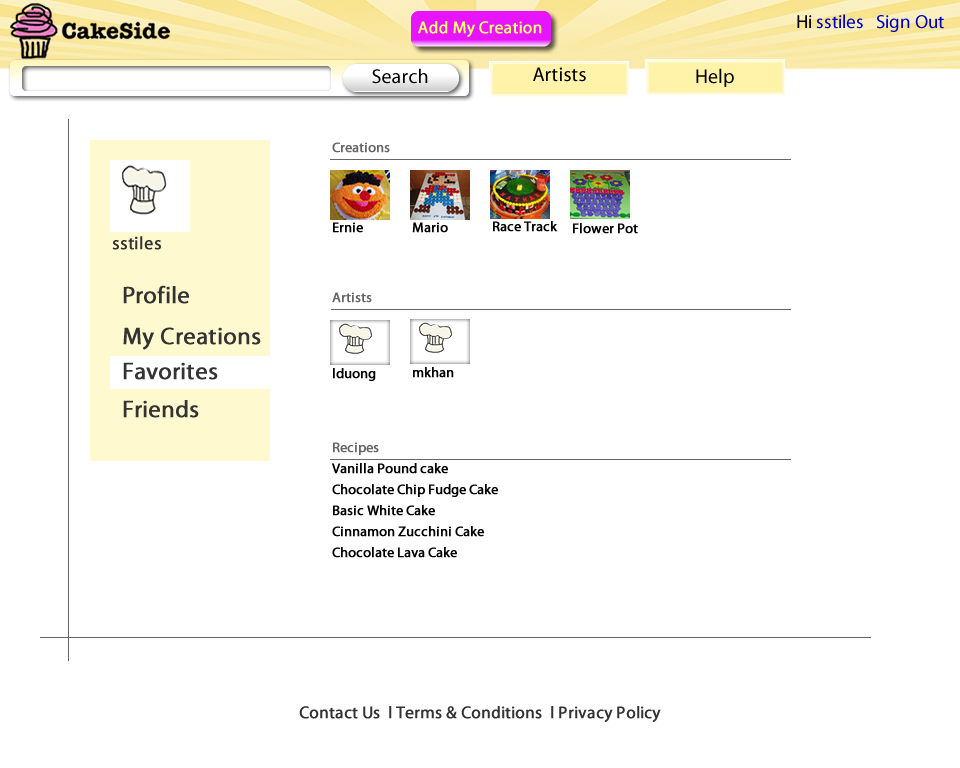 CakeSide
Add My Creation
Hi sstiles Sign Out
Search
Artists
Help
sstiles
Profile
My Creations
Favorites
Friends
Creations
Ernie
Mario
Race Track
Flower Pot
Artists
lduong
mkhan
Recipes
Vanilla Pound cake
Chocolate Chip Fudge Cake
Basic White Cake
Cinnamon Zucchini Cake
Chocolate Lava Cake
Contact Us | Terms & Conditions | Privacy Policy